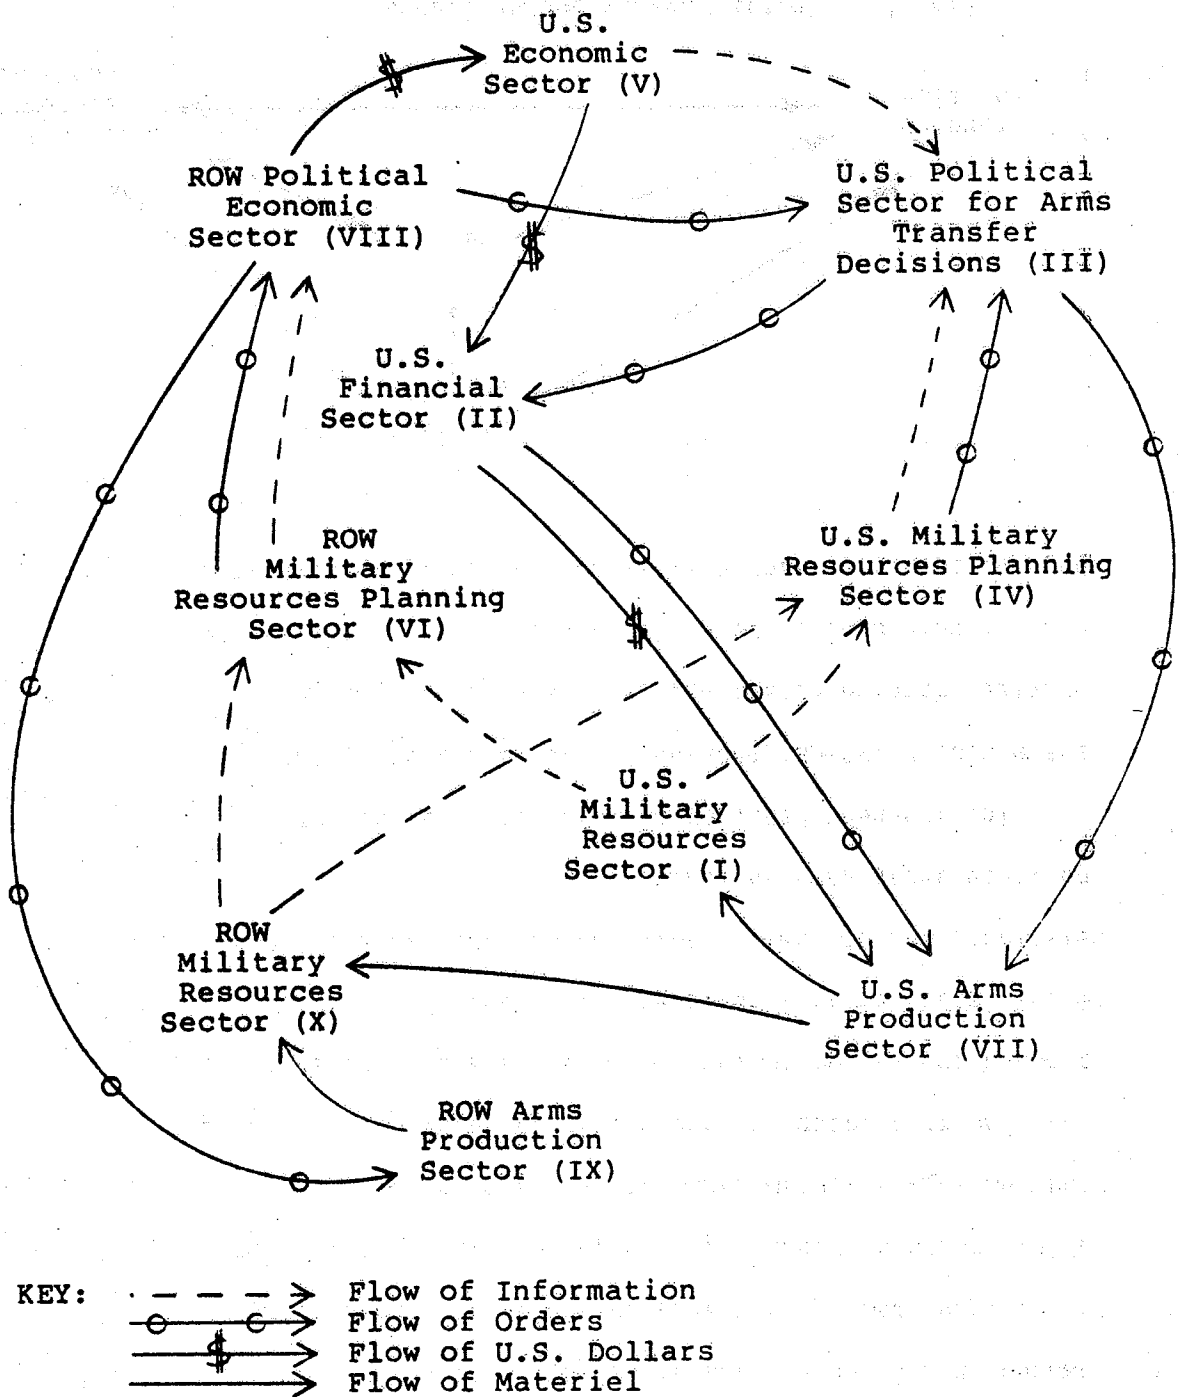 U.S.
Economic
Sector (V)
$
ROW Political
Economic
Sector (VIII)
U.S. Political
Sector for Arms
Transfer
Decisions (III)
$
U.S.
Financial
Sector (II)
ROW
Military
Resources Planning
Sector (VI)
U.S. Military
Resources Planning
Sector (IV)
$
U.S.
Military
Resources
Sector (I)
ROW
Military
Resources
Sector (X)
U.S. Arms
Production
Sector (VII)
ROW Arms
Production
Sector (IX)
KEY:
Flow of Information
Flow of Orders
$ Flow of U.S. Dollars
Flow of Materiel